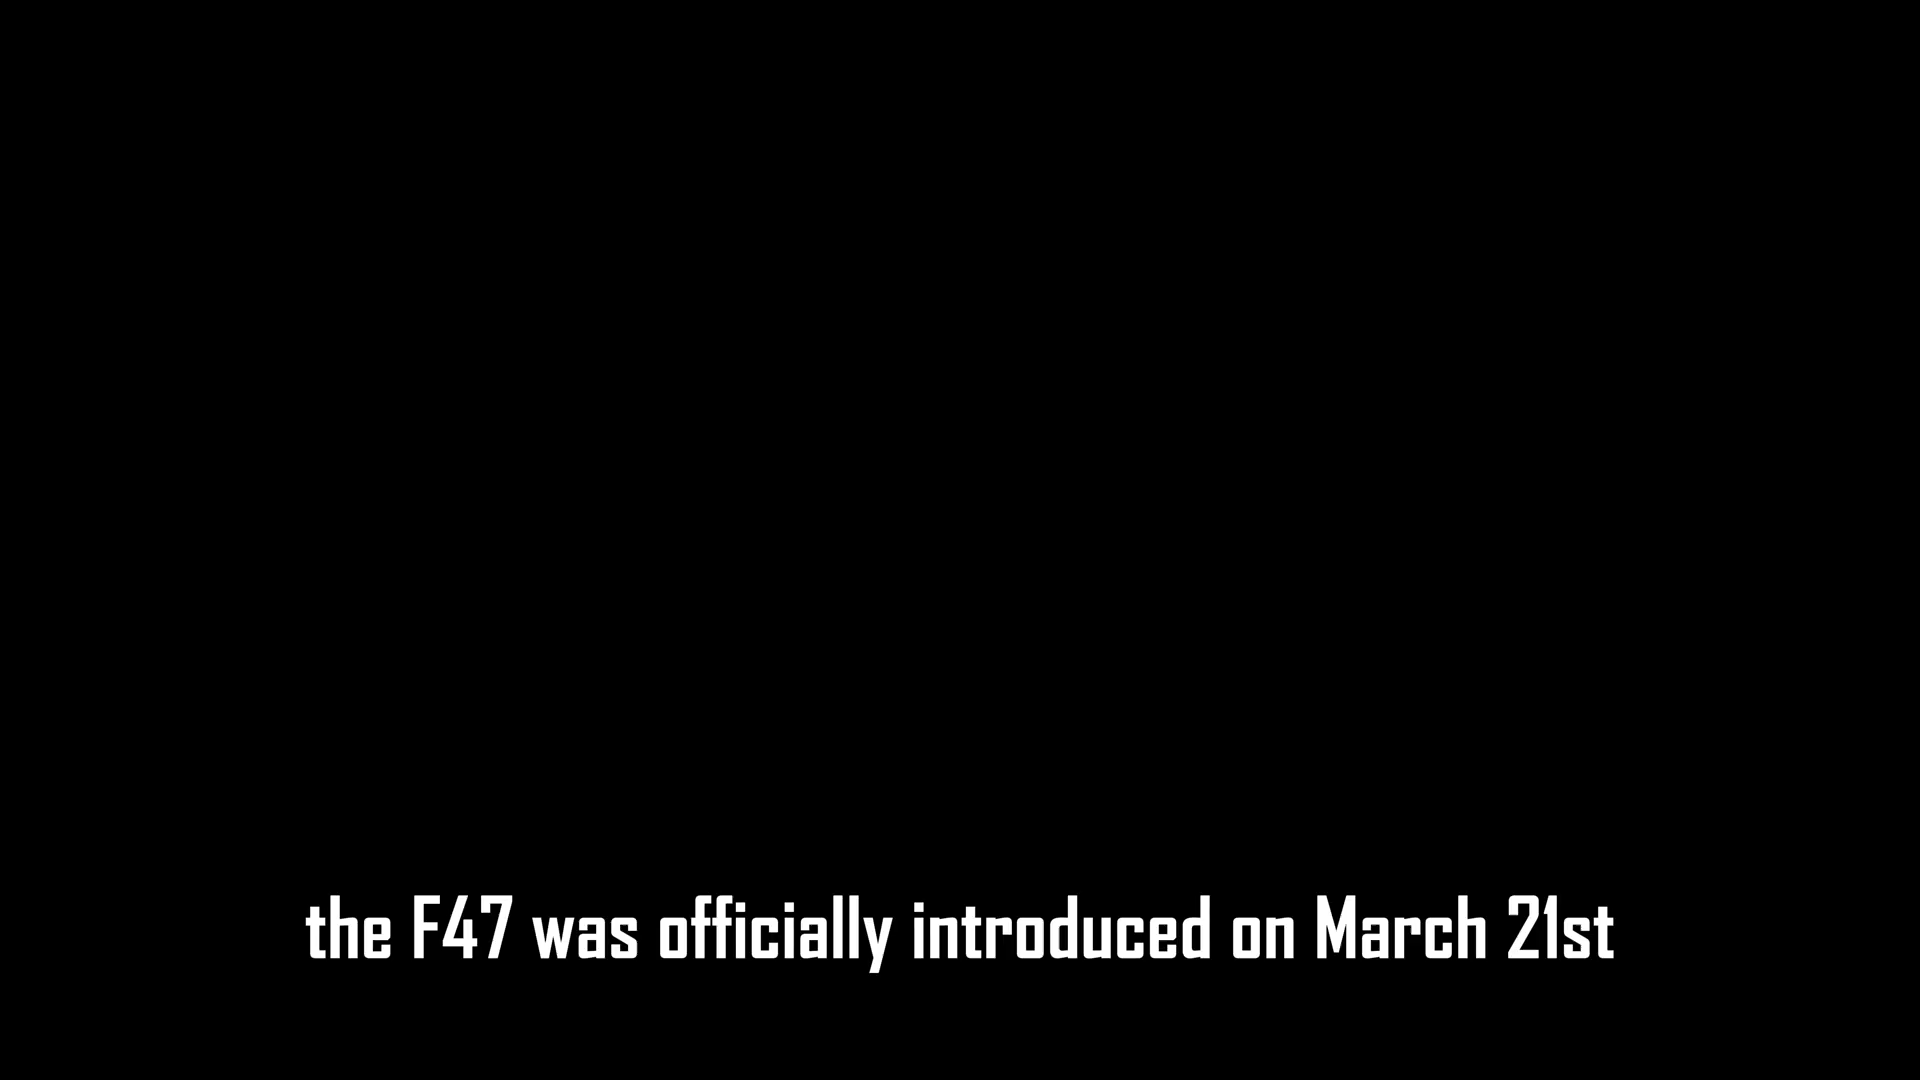 the F47 was officially introduced on March 21st